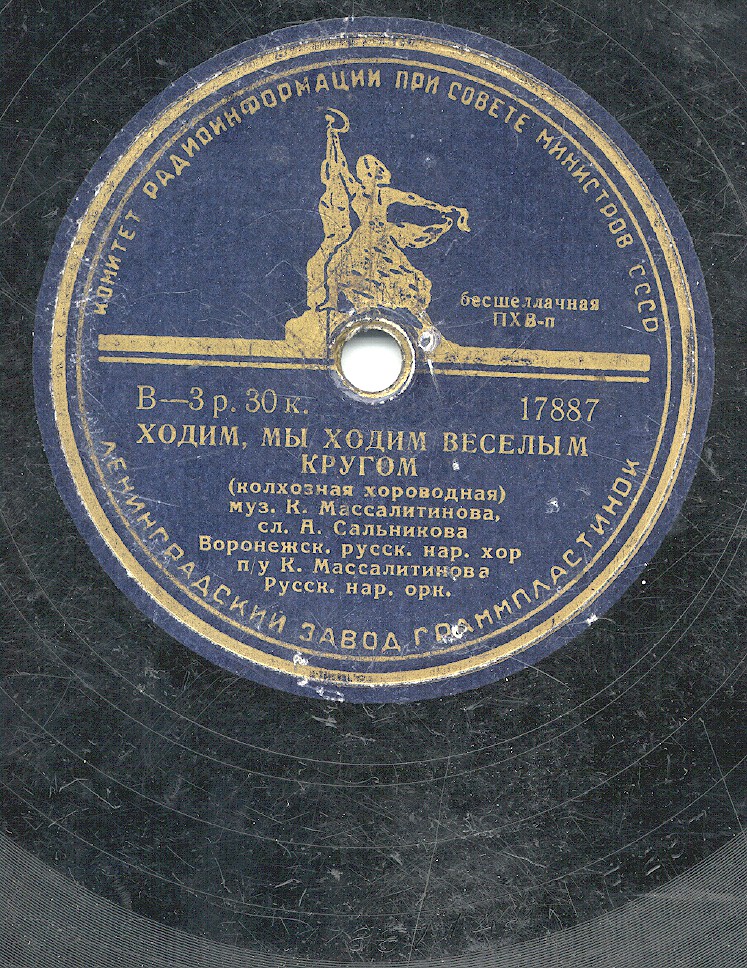 КОМИТЕТ РАДИОИНФОРМАЦИИ ПРИ СОВЕТЕ МИНИСТРОВ СССР
бесшеллачная
ПХВ-п
В—3 р. 30 к. 17887
ХОДИМ, МЫ ХОДИМ ВЕСЕЛЫМ
КРУГОМ
(колхозная хороводная)
муз. К. Массалитинова,
сл. А. Сальникова
Воронежск. русск. нар. хор
п/у К. Массалитинова
Русск. нар. орк.
ЛЕНИНГРАДСКИЙ ЗАВОД ГРАММПЛАСТИНОК